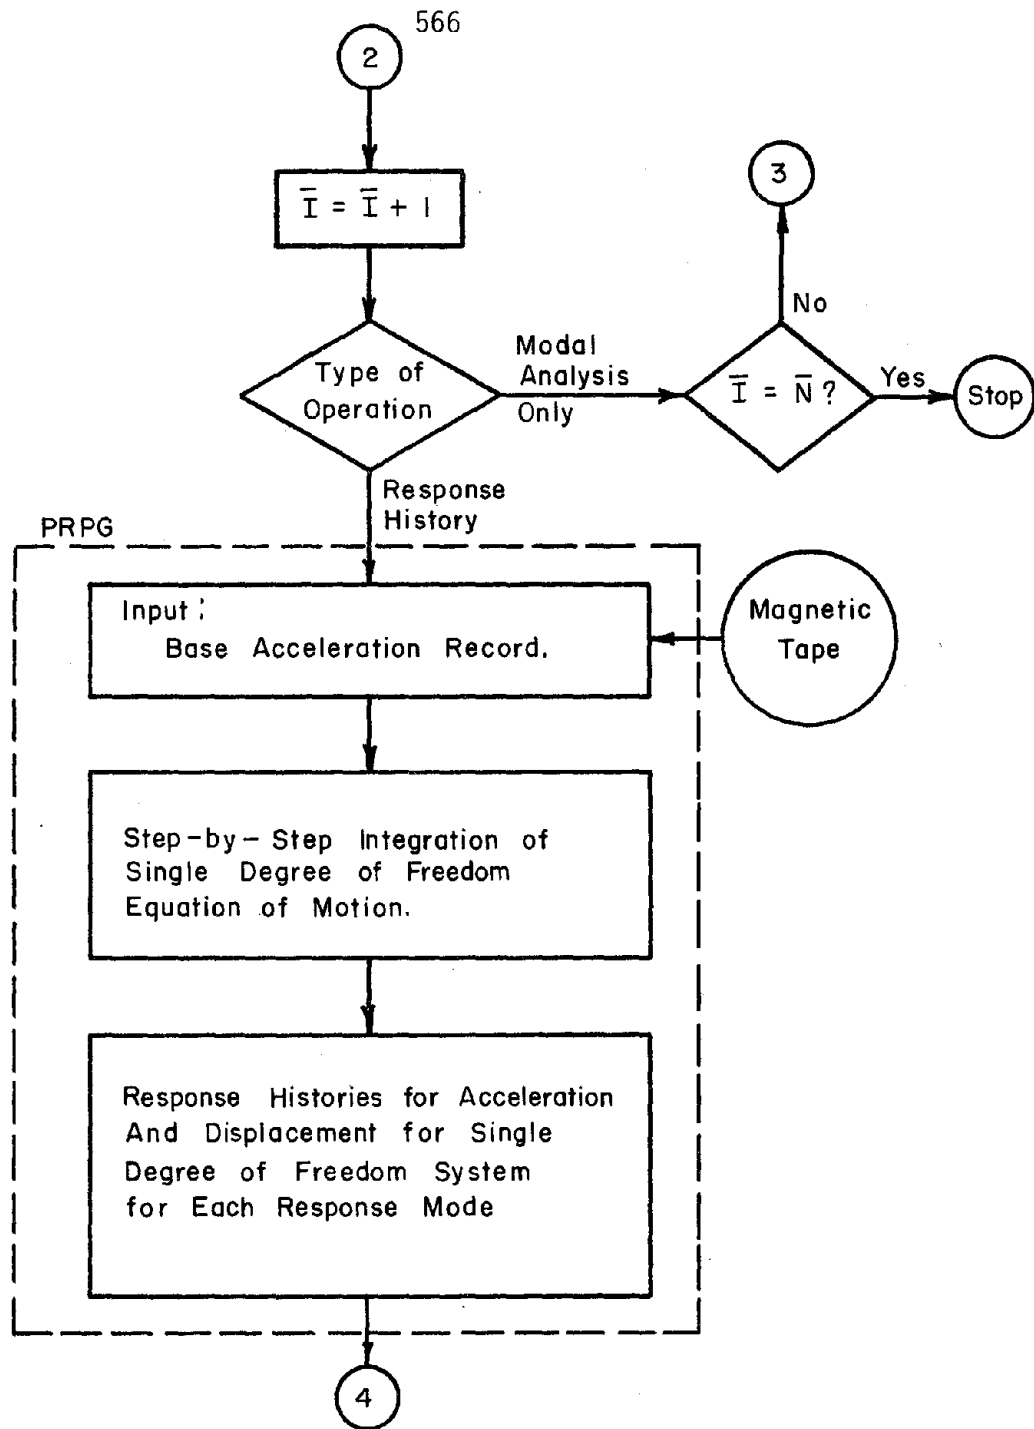 566
2
Ī = Ī + 1
3
No
Type of
Operation
Modal
Analysis
Only
Ī = N̄ ?
Yes
Stop
Response
History
PRPG
Input:
Base Acceleration Record.
Magnetic
Tape
Step-by-Step Integration of
Single Degree of Freedom
Equation of Motion.
Response Histories for Acceleration
And Displacement for Single
Degree of Freedom System
for Each Response Mode
4